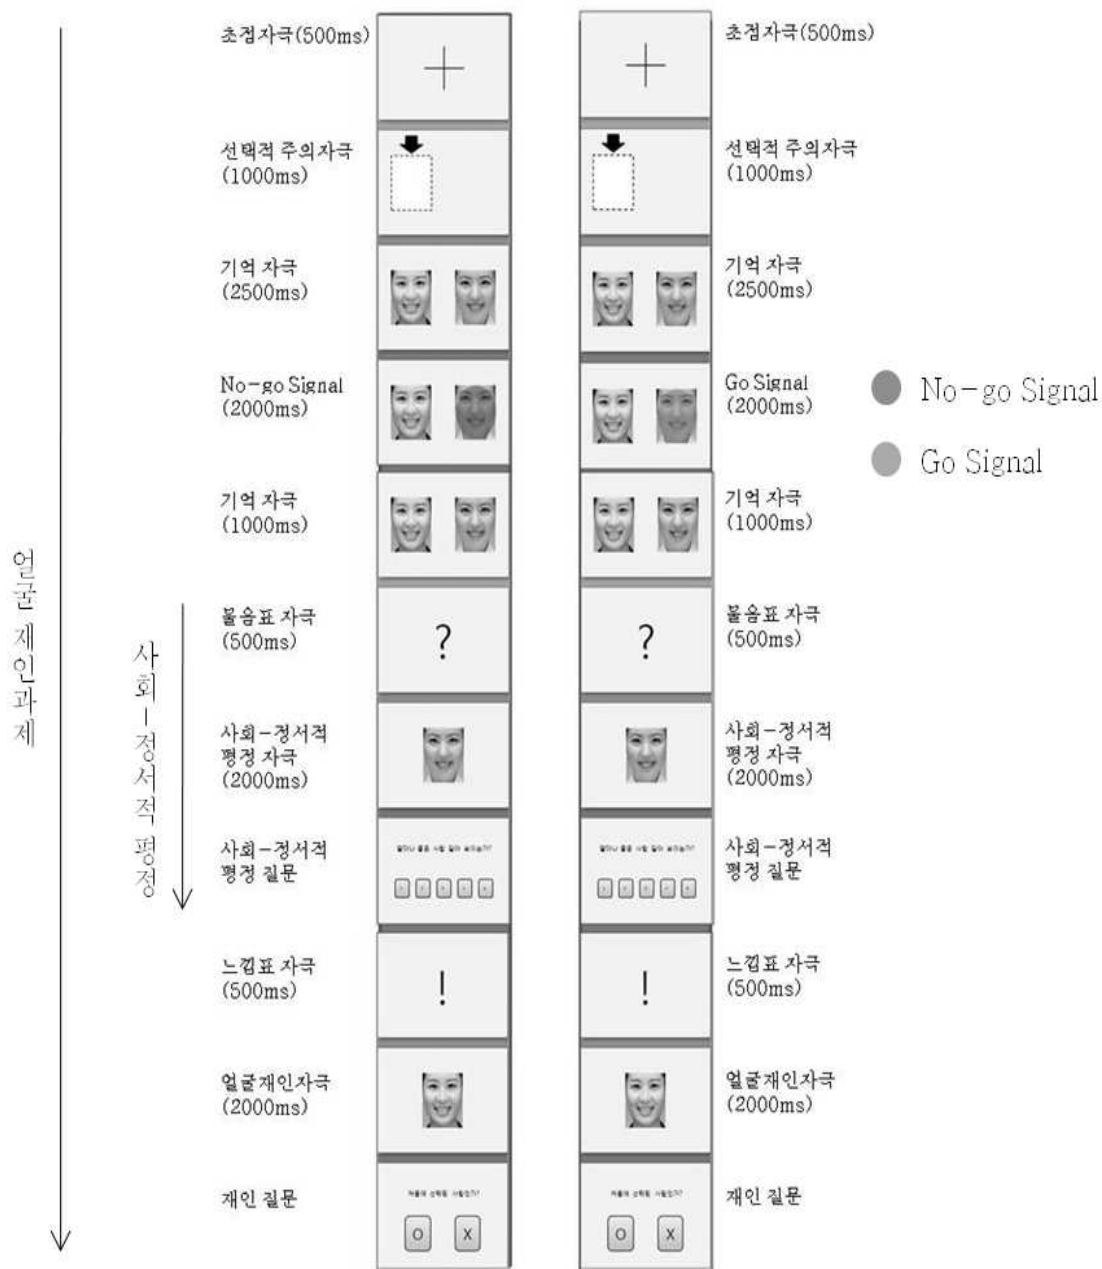 초점자극(500ms)
선택적 주의자극
(1000ms)
기억 자극
(2500ms)
No-go Signal
(2000ms)
기억 자극
(1000ms)
물음표 자극
(500ms)
사회-정서적
평정 자극
(2000ms)
사회-정서적
평정 질문
느낌표 자극
(500ms)
얼굴재인자극
(2000ms)
재인 질문
얼굴 재인과제
사회-정서적 평정
?
!
O X
초점자극(500ms)
선택적 주의자극
(1000ms)
기억 자극
(2500ms)
Go Signal
(2000ms)
기억 자극
(1000ms)
물음표 자극
(500ms)
사회-정서적
평정 자극
(2000ms)
사회-정서적
평정 질문
느낌표 자극
(500ms)
얼굴재인자극
(2000ms)
재인 질문
?
!
O X
No-go Signal
Go Signal